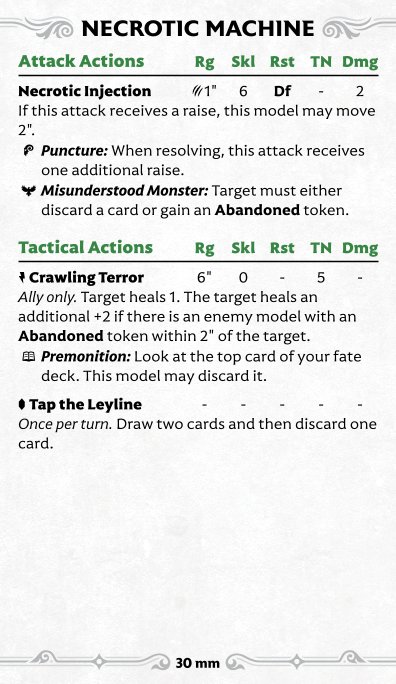 NECROTIC MACHINE
Attack Actions Rg Skl Rst TN Dmg
Necrotic Injection 1" 6 Df - 2
If this attack receives a raise, this model may move
2".
Puncture: When resolving, this attack receives
one additional raise.
Misunderstood Monster: Target must either
discard a card or gain an Abandoned token.
Tactical Actions Rg Skl Rst TN Dmg
Crawling Terror 6" 0 - 5 -
Ally only. Target heals 1. The target heals an
additional +2 if there is an enemy model with an
Abandoned token within 2" of the target.
Premonition: Look at the top card of your fate
deck. This model may discard it.
Tap the Leyline - - - - -
Once per turn. Draw two cards and then discard one
card.
30 mm